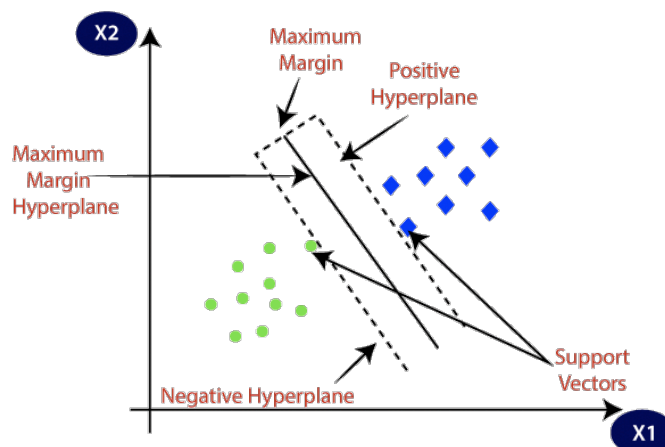 X2
Maximum
Margin
Positive
Hyperplane
Maximum
Margin
Hyperplane
Support
Vectors
Negative Hyperplane
X1